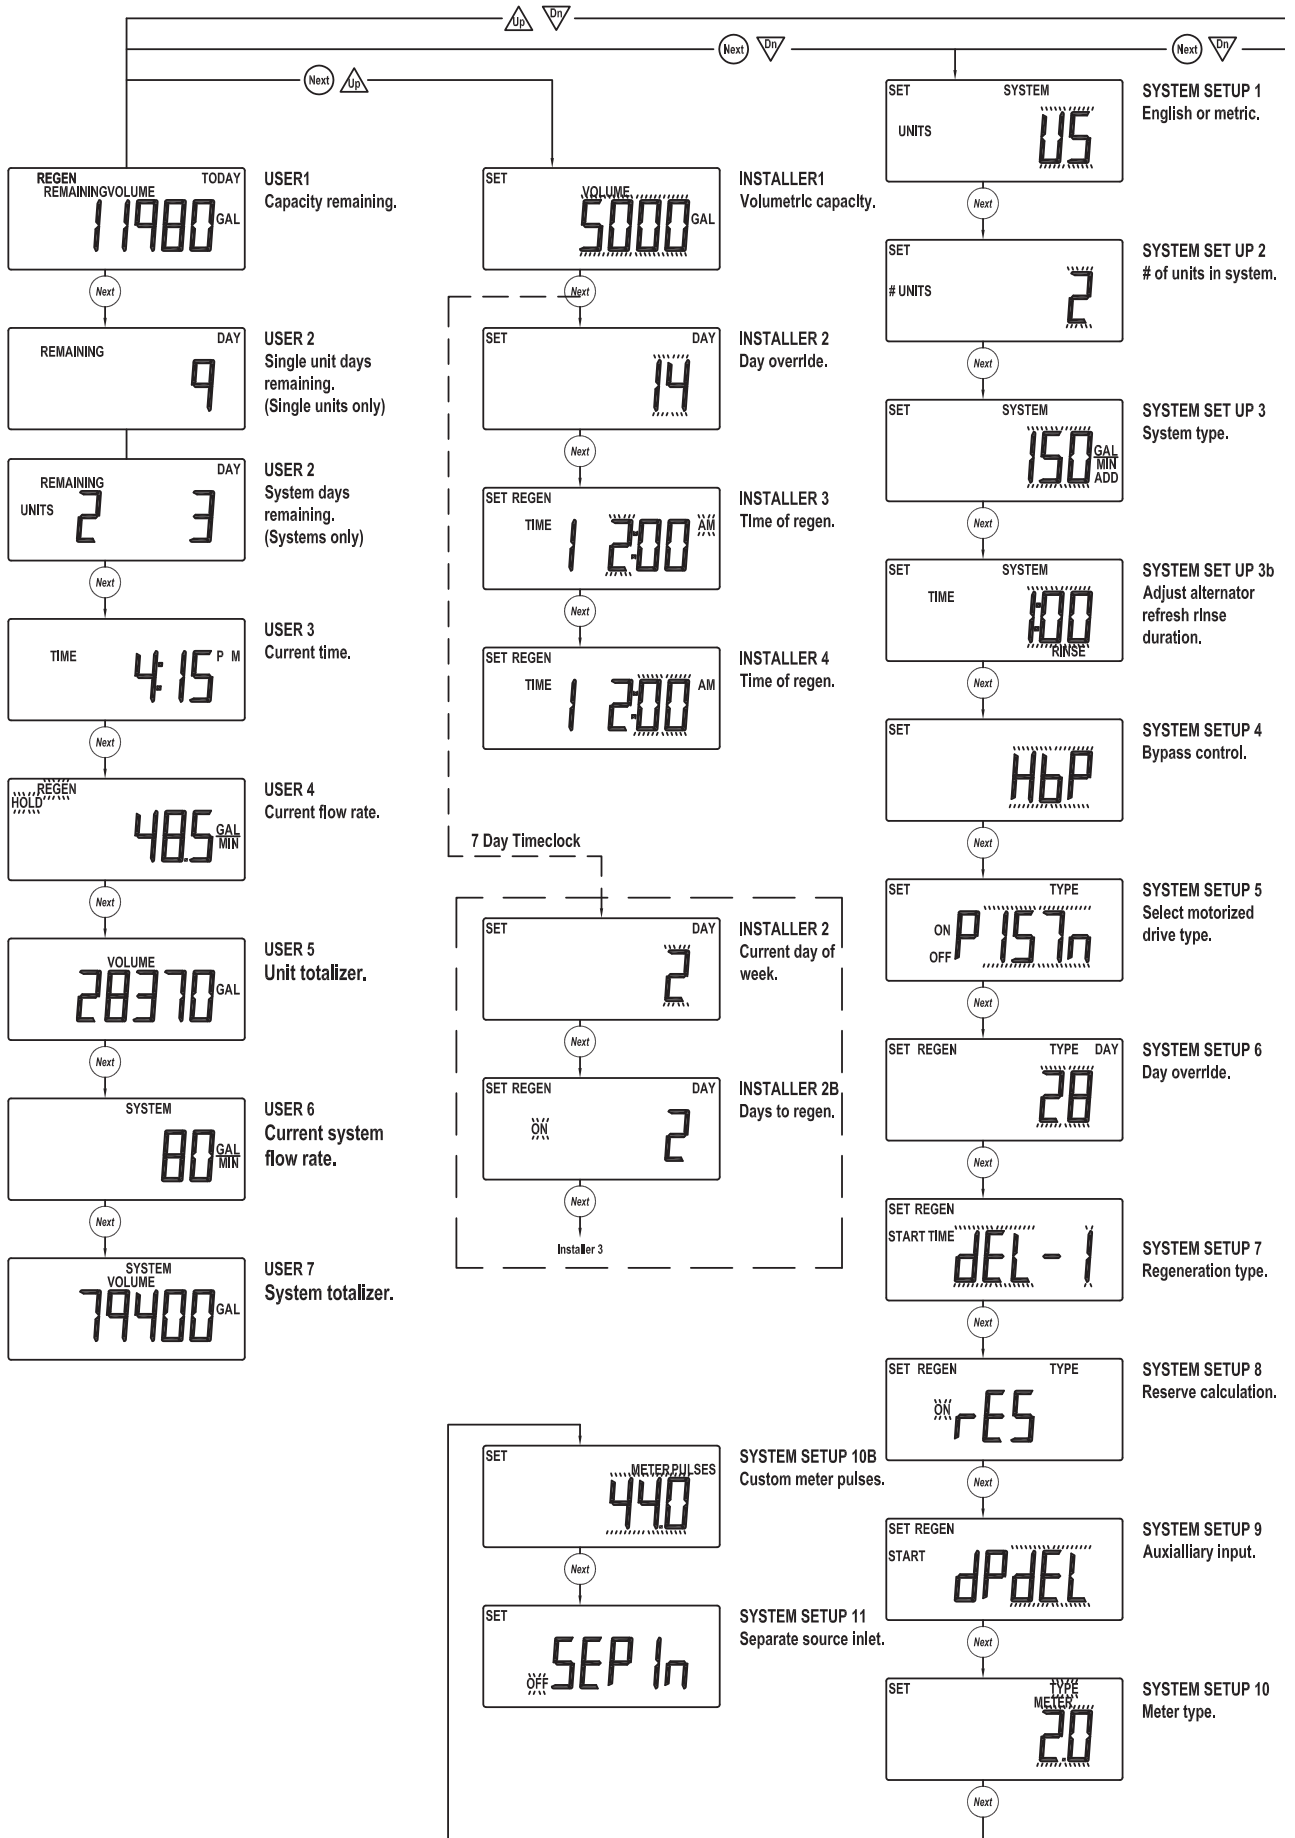 Up Dn
Next Dn
Next Dn
Next Up
REGEN TODAY
REMAINING VOLUME
11980 GAL
USER1
Capacity remaining.
Next
DAY
REMAINING
9
USER 2
Single unit days
remaining.
(Single units only)
DAY
REMAINING
UNITS 2 3
USER 2
System days
remaining.
(Systems only)
Next
TIME 4:15 P M
USER 3
Current time.
Next
REGEN
HOLD
48.5 GAL
MIN
USER 4
Current flow rate.
Next
VOLUME
28370 GAL
USER 5
Unit totalizer.
Next
SYSTEM
80 GAL
MIN
USER 6
Current system
flow rate.
Next
SYSTEM
VOLUME
79400 GAL
USER 7
System totalizer.
SET
VOLUME
5000 GAL
INSTALLER1
Volumetric capacity.
Next
SET DAY
14
INSTALLER 2
Day override.
Next
SET REGEN
TIME 1 2:00 AM
INSTALLER 3
Time of regen.
Next
SET REGEN
TIME 1 2:00 AM
INSTALLER 4
Time of regen.
7 Day Timeclock
SET DAY
2
INSTALLER 2
Current day of
week.
Next
SET REGEN DAY
ON 2
INSTALLER 2B
Days to regen.
Next
Installer 3
SET SYSTEM
UNITS US
SYSTEM SETUP 1
English or metric.
Next
SET
# UNITS 2
SYSTEM SET UP 2
# of units in system.
Next
SET SYSTEM
150 GAL
MIN
ADD
SYSTEM SET UP 3
System type.
Next
SET SYSTEM
TIME 1:00
RINSE
SYSTEM SET UP 3b
Adjust alternator
refresh rinse
duration.
Next
SET
HbP
SYSTEM SETUP 4
Bypass control.
Next
SET TYPE
ON
OFF P157n
SYSTEM SETUP 5
Select motorized
drive type.
Next
SET REGEN TYPE DAY
28
SYSTEM SETUP 6
Day override.
Next
SET REGEN
START TIME dEL-1
SYSTEM SETUP 7
Regeneration type.
Next
SET REGEN TYPE
ON rES
SYSTEM SETUP 8
Reserve calculation.
Next
SET REGEN
START dPdEL
SYSTEM SETUP 9
Auxialliary input.
Next
SET TYPE
METER
2.0
SYSTEM SETUP 10
Meter type.
Next
SET
METER PULSES
44.0
SYSTEM SETUP 10B
Custom meter pulses.
Next
SET
OFF SEPIn
SYSTEM SETUP 11
Separate source inlet.